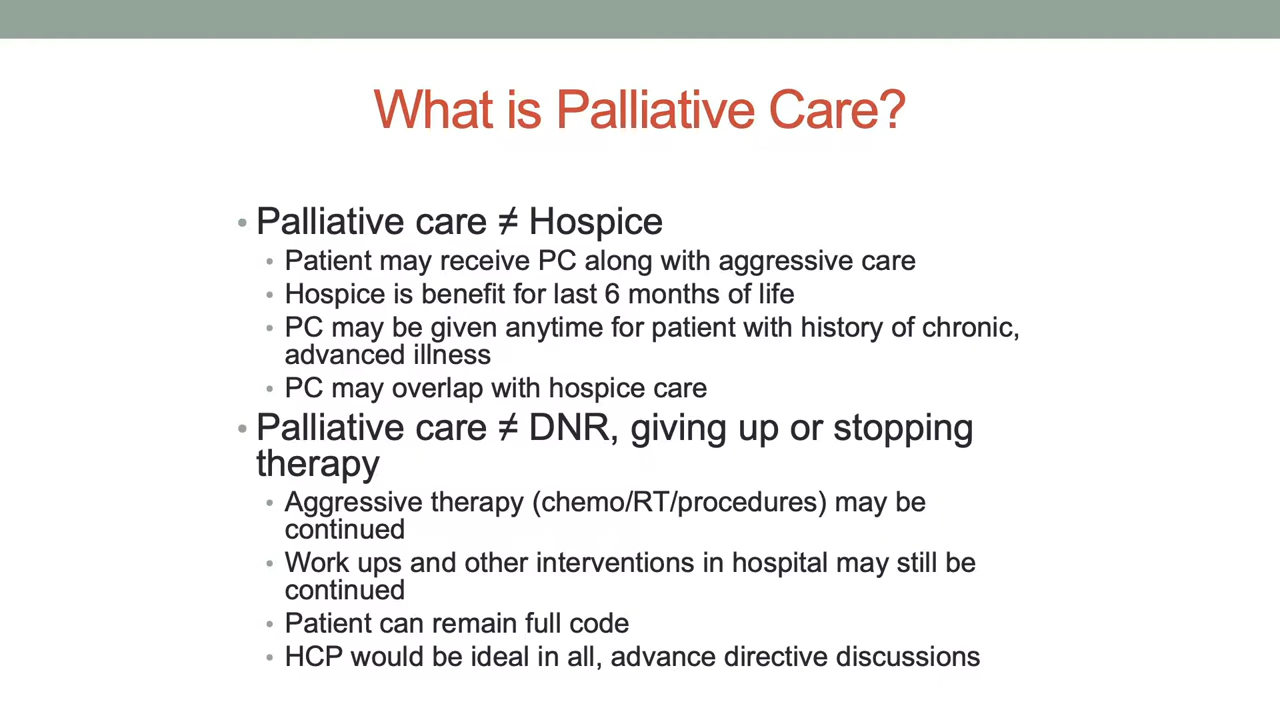 What is Palliative Care?
• Palliative care ≠ Hospice
• Patient may receive PC along with aggressive care
• Hospice is benefit for last 6 months of life
• PC may be given anytime for patient with history of chronic,
advanced illness
• PC may overlap with hospice care
• Palliative care ≠ DNR, giving up or stopping
therapy
• Aggressive therapy (chemo/RT/procedures) may be
continued
• Work ups and other interventions in hospital may still be
continued
• Patient can remain full code
• HCP would be ideal in all, advance directive discussions